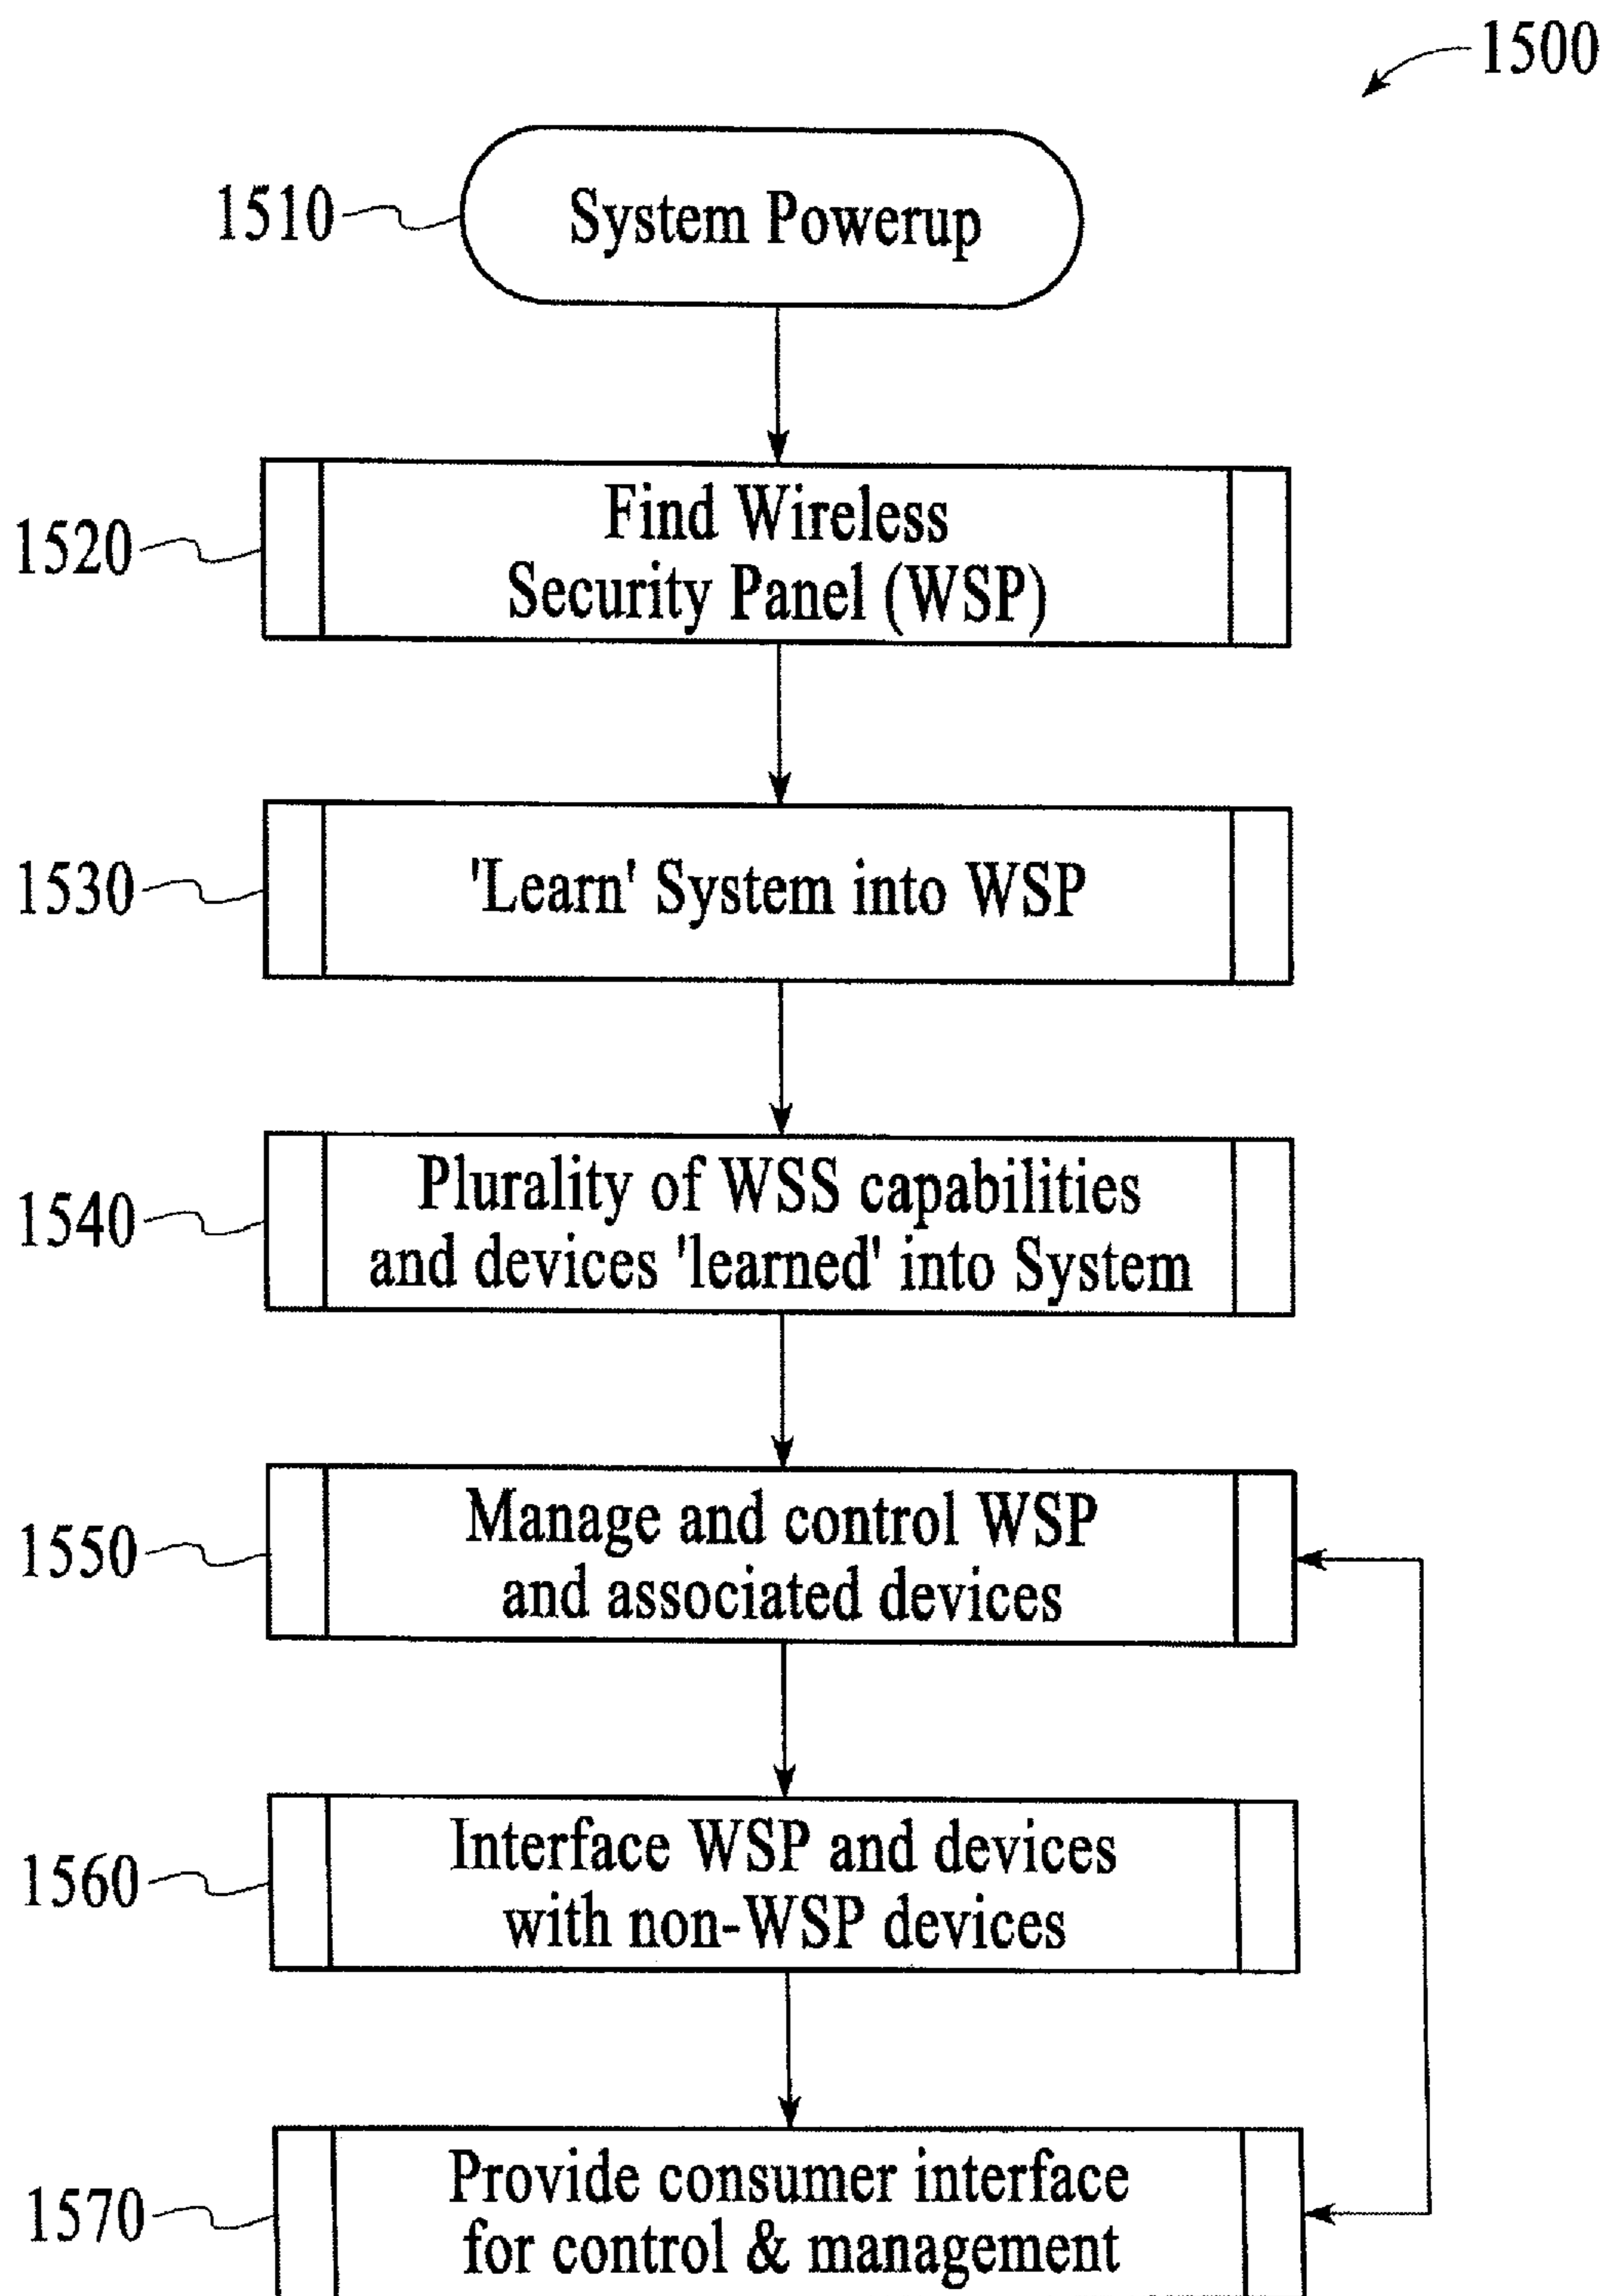 1500
1510
System Powerup
1520
Find Wireless
Security Panel (WSP)
1530
'Learn' System into WSP
1540
Plurality of WSS capabilities
and devices 'learned' into System
1550
Manage and control WSP
and associated devices
1560
Interface WSP and devices
with non-WSP devices
1570
Provide consumer interface
for control & management